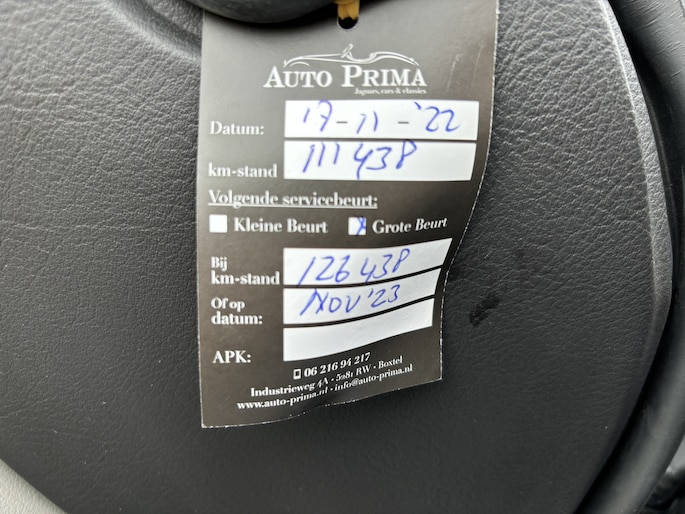 AUTO PRIMA
Jaguars, cars & classics
Datum: 17-11-'22
km-stand 111438
Volgende servicebeurt:
Kleine Beurt Grote Beurt
Bij
km-stand 126438
Of op
datum: NOV '23
APK:
06 216 94 217
Industrieweg 4A · 5281 RW · Boxtel
www.auto-prima.nl · info@auto-prima.nl